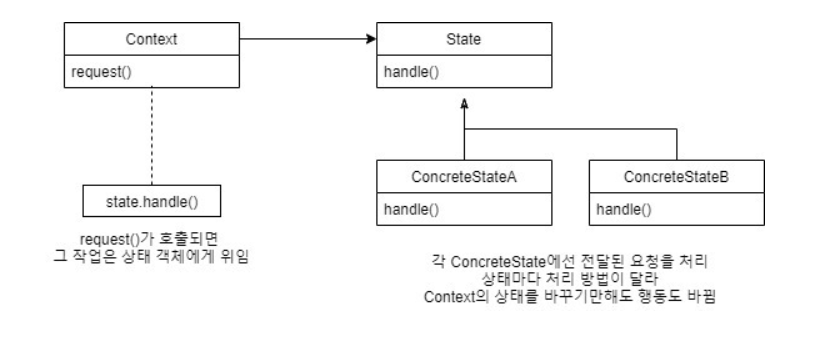 Context
request()
State
handle()
state.handle()
request()가 호출되면
그 작업은 상태 객체에게 위임
ConcreteStateA
handle()
ConcreteStateB
handle()
각 ConcreteState에선 전달된 요청을 처리
상태마다 처리 방법이 달라
Context의 상태를 바꾸기만해도 행동도 바뀜